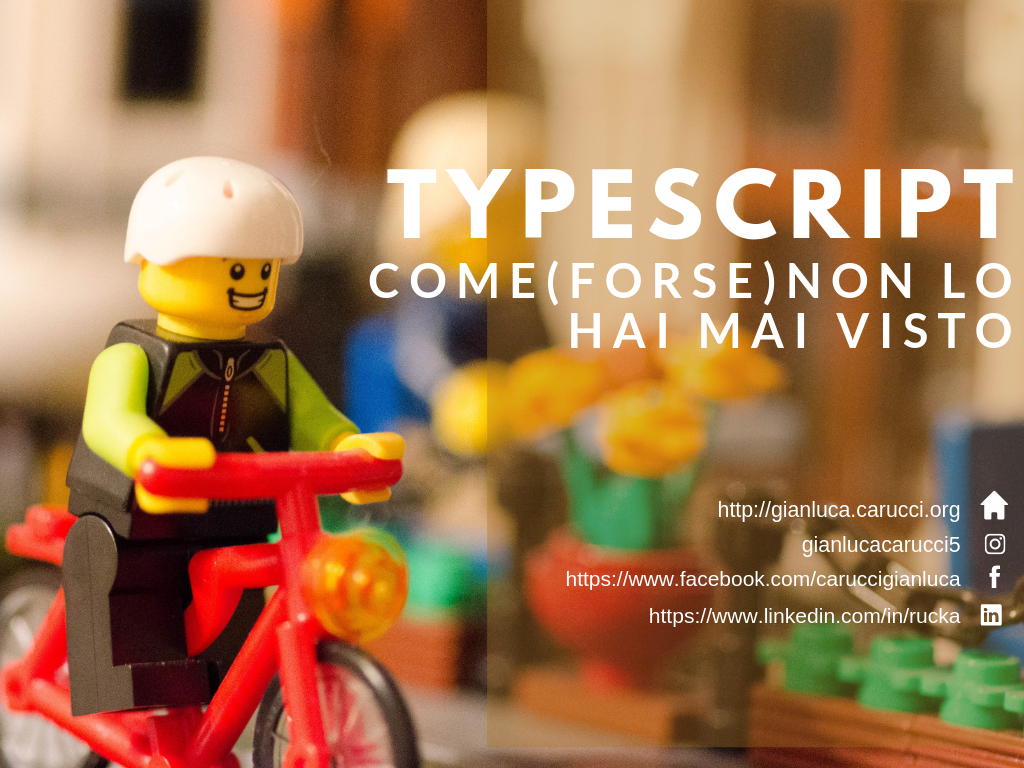 TYPESCRIPT
COME(FORSE)NON LO
HAI MAI VISTO
http://gianluca.carucci.org
gianlucacarucci5
https://www.facebook.com/caruccigianluca
https://www.linkedin.com/in/rucka